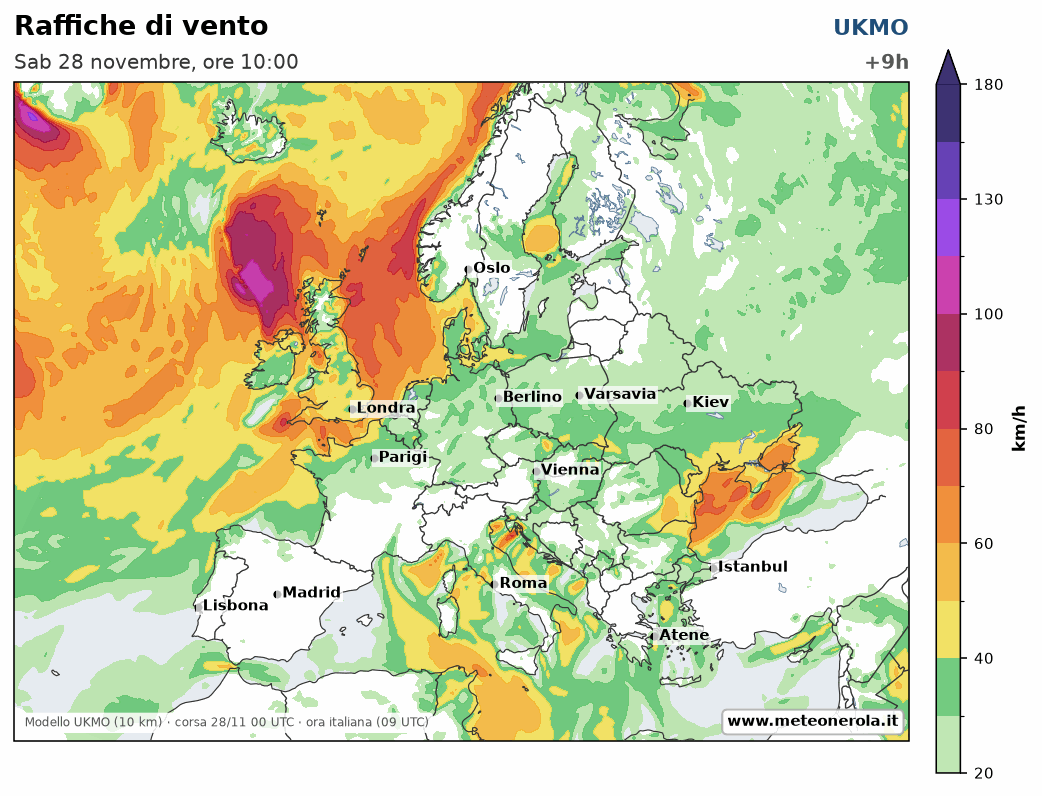 Raffiche di vento
UKMO
Sab 28 novembre, ore 10:00
+9h
180
130
100
80
60
40
20
km/h
Oslo
Berlino
Varsavia
Kiev
Londra
Parigi
Vienna
Istanbul
Roma
Madrid
Lisbona
Atene
Modello UKMO (10 km) · corsa 28/11 00 UTC · ora italiana (09 UTC)
www.meteonerola.it